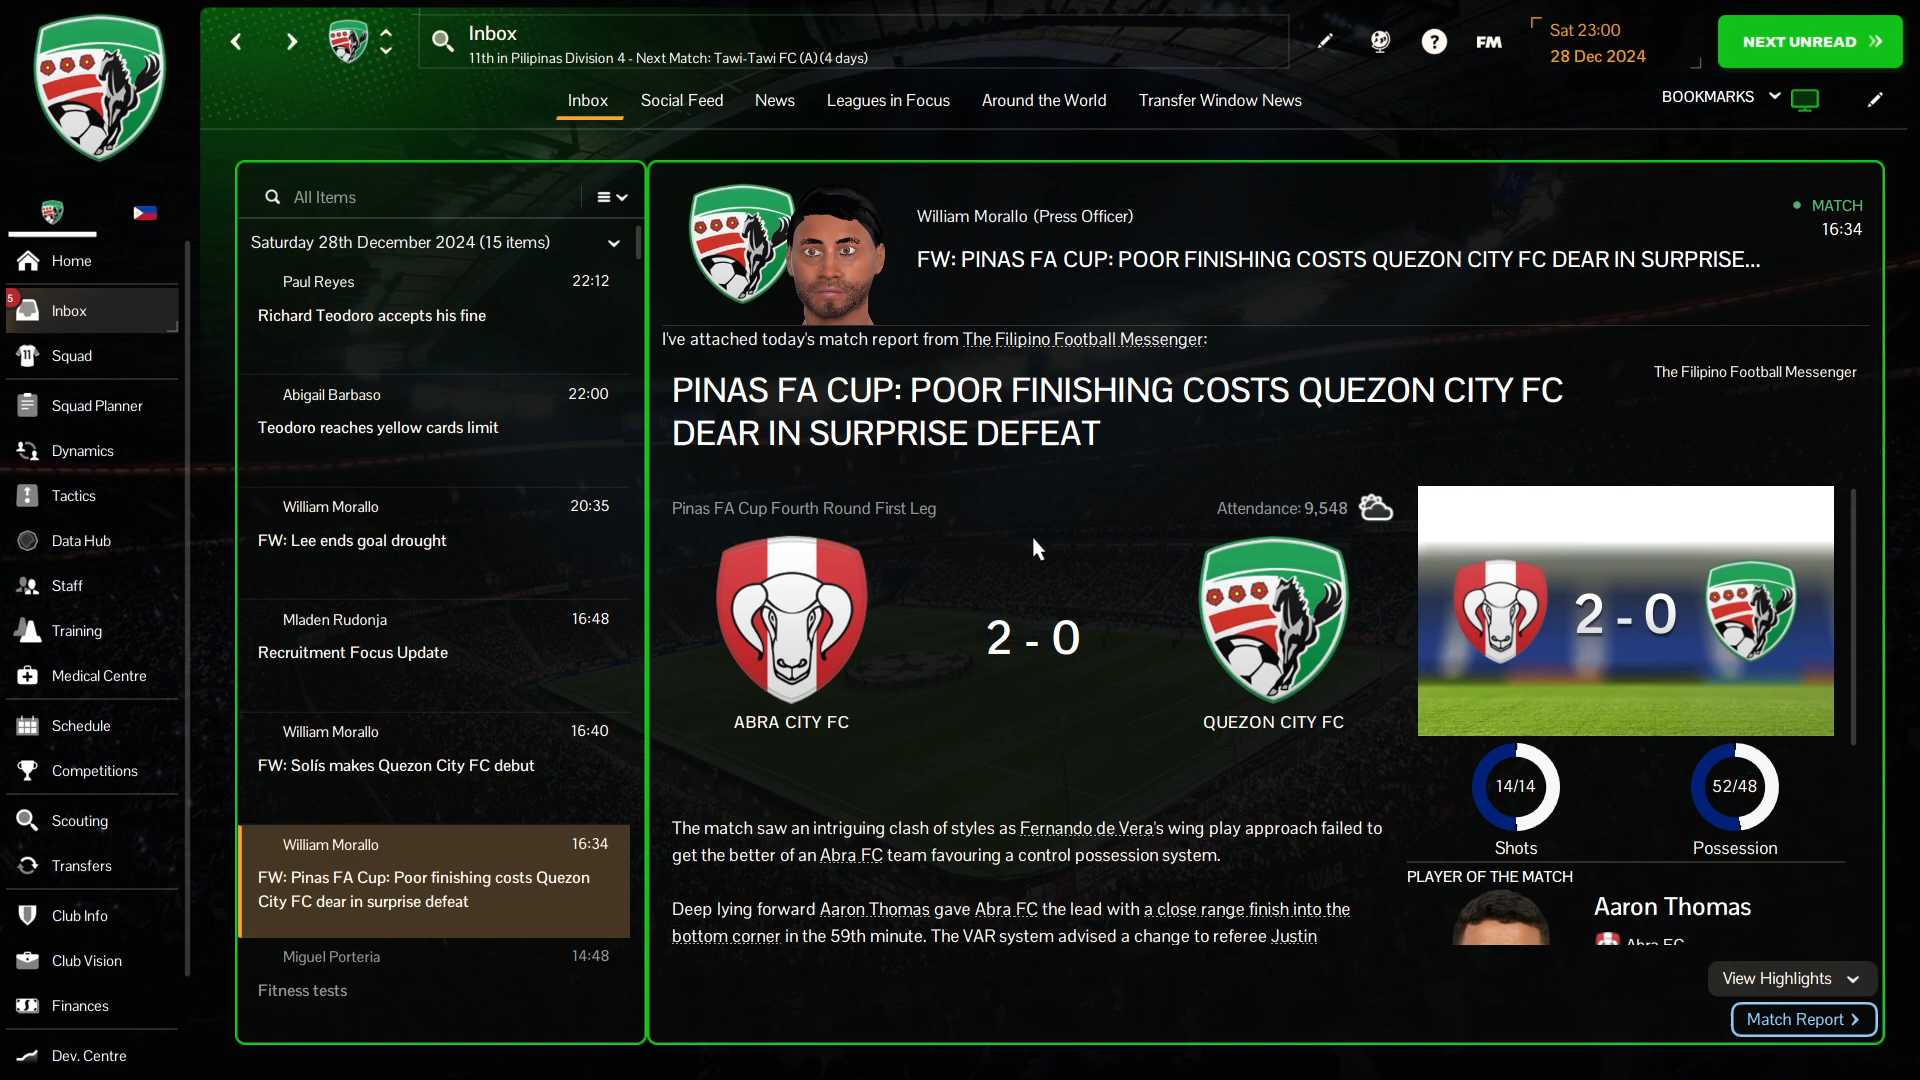 Inbox
11th in Pilipinas Division 4 - Next Match: Tawi-Tawi FC (A) (4 days)
?
FM
Sat 23:00
28 Dec 2024
NEXT UNREAD
Inbox
Social Feed
News
Leagues in Focus
Around the World
Transfer Window News
BOOKMARKS
Home
5
Inbox
11
Squad
Squad Planner
Dynamics
Tactics
Data Hub
Staff
Training
Medical Centre
Schedule
Competitions
Scouting
Transfers
Club Info
Club Vision
Finances
Dev. Centre
All Items
Saturday 28th December 2024 (15 items)
Paul Reyes 22:12
Richard Teodoro accepts his fine
Abigail Barbaso 22:00
Teodoro reaches yellow cards limit
William Morallo 20:35
FW: Lee ends goal drought
Mladen Rudonja 16:48
Recruitment Focus Update
William Morallo 16:40
FW: Solís makes Quezon City FC debut
William Morallo 16:34
FW: Pinas FA Cup: Poor finishing costs Quezon
City FC dear in surprise defeat
Miguel Porteria 14:48
Fitness tests
William Morallo (Press Officer)
MATCH
16:34
FW: PINAS FA CUP: POOR FINISHING COSTS QUEZON CITY FC DEAR IN SURPRISE...
I've attached today's match report from The Filipino Football Messenger:
The Filipino Football Messenger
PINAS FA CUP: POOR FINISHING COSTS QUEZON CITY FC
DEAR IN SURPRISE DEFEAT
Pinas FA Cup Fourth Round First Leg
Attendance: 9,548
2 - 0
ABRA CITY FC
QUEZON CITY FC
The match saw an intriguing clash of styles as Fernando de Vera's wing play approach failed to
get the better of an Abra FC team favouring a control possession system.
Deep lying forward Aaron Thomas gave Abra FC the lead with a close range finish into the
bottom corner in the 59th minute. The VAR system advised a change to referee Justin
2 - 0
14/14
52/48
Shots
Possession
PLAYER OF THE MATCH
Aaron Thomas
Abra FC
View Highlights
Match Report